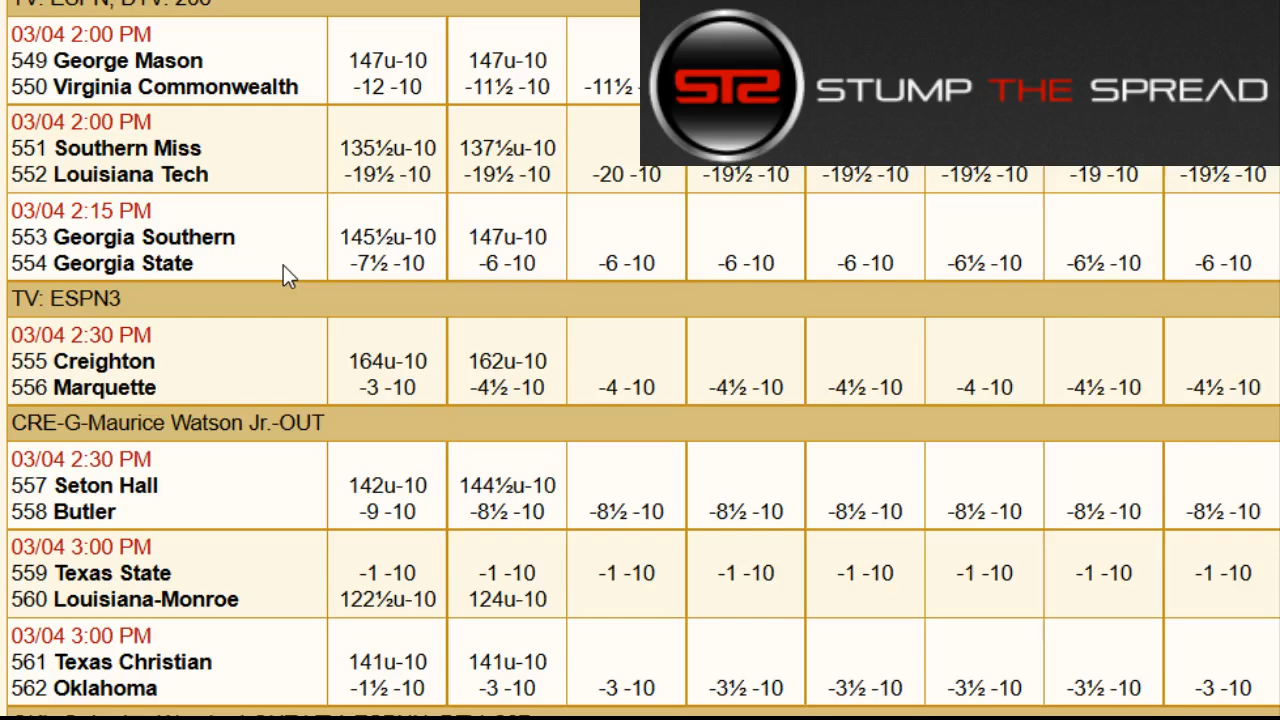 TV: ESPN, DTV: 206
STS STUMP THE SPREAD
03/04 2:00 PM
549 George Mason 147u-10 147u-10
550 Virginia Commonwealth -12 -10 -11½ -10 -11½
03/04 2:00 PM
551 Southern Miss 135½u-10 137½u-10
552 Louisiana Tech -19½ -10 -19½ -10 -20 -10 -19½ -10 -19½ -10 -19½ -10 -19 -10 -19½ -10
03/04 2:15 PM
553 Georgia Southern 145½u-10 147u-10
554 Georgia State -7½ -10 -6 -10 -6 -10 -6 -10 -6 -10 -6½ -10 -6½ -10 -6 -10
TV: ESPN3
03/04 2:30 PM
555 Creighton 164u-10 162u-10
556 Marquette -3 -10 -4½ -10 -4 -10 -4½ -10 -4½ -10 -4 -10 -4½ -10 -4½ -10
CRE-G-Maurice Watson Jr.-OUT
03/04 2:30 PM
557 Seton Hall 142u-10 144½u-10
558 Butler -9 -10 -8½ -10 -8½ -10 -8½ -10 -8½ -10 -8½ -10 -8½ -10 -8½ -10
03/04 3:00 PM
559 Texas State -1 -10 -1 -10 -1 -10 -1 -10 -1 -10 -1 -10 -1 -10 -1 -10
560 Louisiana-Monroe 122½u-10 124u-10
03/04 3:00 PM
561 Texas Christian 141u-10 141u-10
562 Oklahoma -1½ -10 -3 -10 -3 -10 -3½ -10 -3½ -10 -3½ -10 -3½ -10 -3 -10